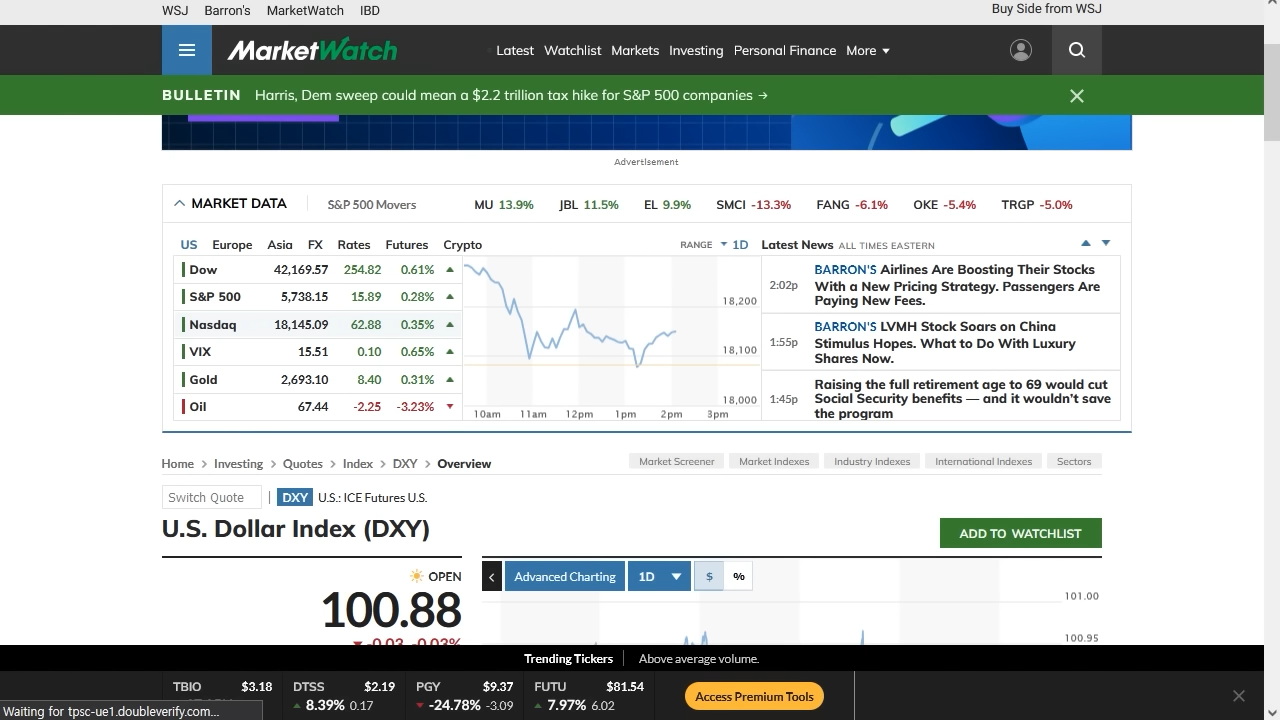 WSJ Barron's MarketWatch IBD Buy Side from WSJ
MarketWatch Latest Watchlist Markets Investing Personal Finance More
BULLETIN Harris, Dem sweep could mean a $2.2 trillion tax hike for S&P 500 companies →
Advertisement
MARKET DATA S&P 500 Movers MU 13.9% JBL 11.5% EL 9.9% SMCI -13.3% FANG -6.1% OKE -5.4% TRGP -5.0%
US Europe Asia FX Rates Futures Crypto RANGE 1D Latest News ALL TIMES EASTERN
Dow 42,169.57 254.82 0.61%
S&P 500 5,738.15 15.89 0.28%
Nasdaq 18,145.09 62.88 0.35%
VIX 15.51 0.10 0.65%
Gold 2,693.10 8.40 0.31%
Oil 67.44 -2.25 -3.23%
18,200
18,100
18,000
10am 11am 12pm 1pm 2pm 3pm
2:02p BARRON'S Airlines Are Boosting Their Stocks
With a New Pricing Strategy. Passengers Are
Paying New Fees.
1:55p BARRON'S LVMH Stock Soars on China
Stimulus Hopes. What to Do With Luxury
Shares Now.
1:45p Raising the full retirement age to 69 would cut
Social Security benefits — and it wouldn't save
the program
Home > Investing > Quotes > Index > DXY > Overview Market Screener Market Indexes Industry Indexes International Indexes Sectors
Switch Quote | DXY U.S.: ICE Futures U.S.
U.S. Dollar Index (DXY) ADD TO WATCHLIST
OPEN Advanced Charting 1D $ %
100.88 101.00
-0.03 -0.03% 100.95
Trending Tickers Above average volume.
TBIO $3.18 DTSS $2.19 PGY $9.37 FUTU $81.54
8.39% 0.17 -24.78% -3.09 7.97% 6.02
Access Premium Tools
Waiting for tpsc-ue1.doubleverify.com...